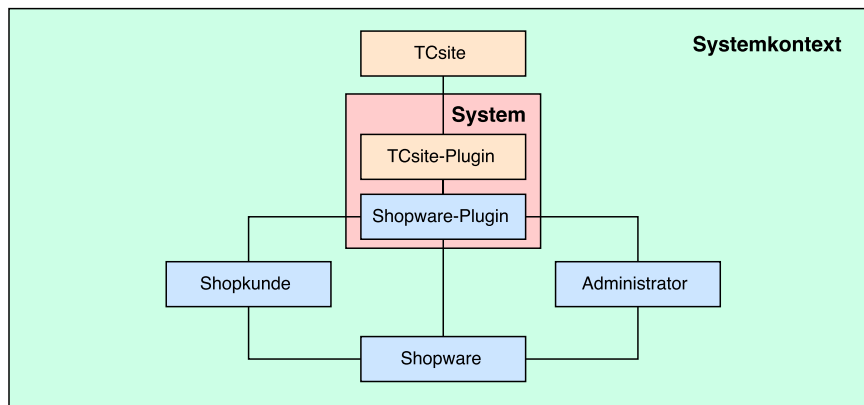 TCsite
Systemkontext
System
TCsite-Plugin
Shopware-Plugin
Shopkunde
Administrator
Shopware